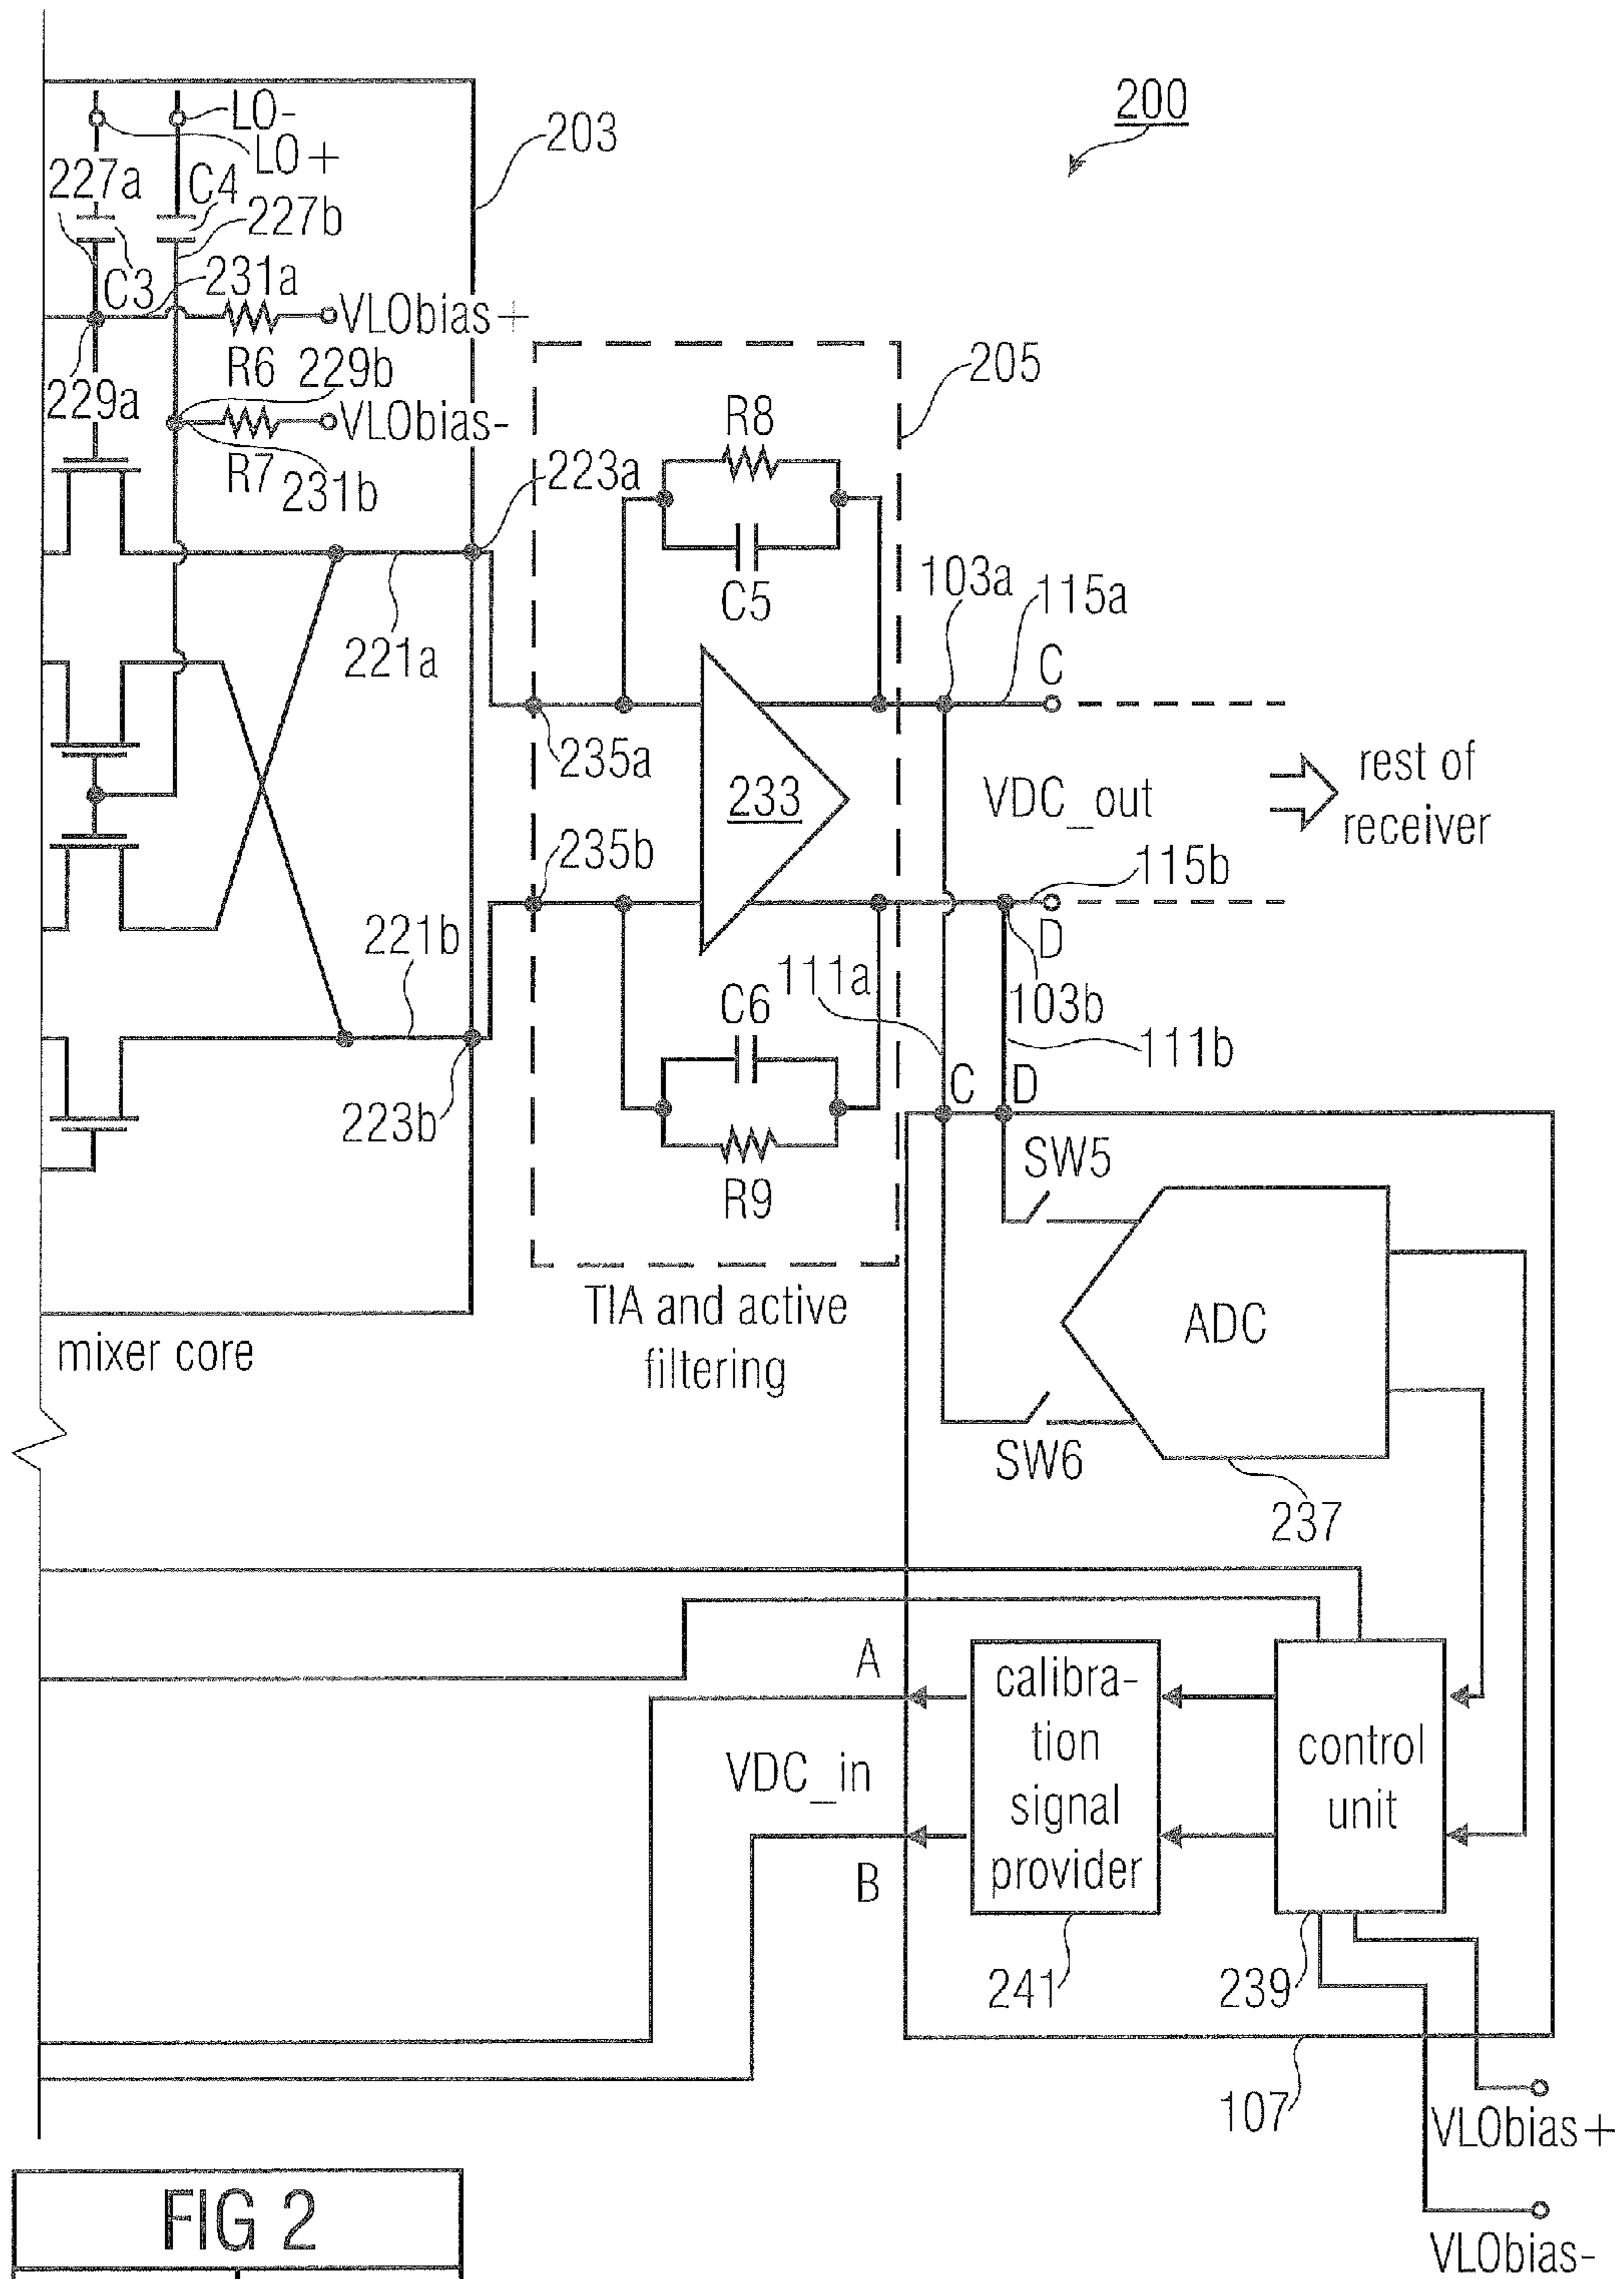 200
LO-
LO+
203
227a
C4
227b
C3
231a
VLObias+
R6
229b
229a
VLObias-
205
R8
R7
231b
223a
C5
103a
115a
221a
C
235a
233
VDC_out
rest of
receiver
235b
115b
221b
D
111a
103b
C6
111b
C
D
223b
SW5
R9
TIA and active
filtering
ADC
mixer core
SW6
237
A
calibra-
tion
signal
provider
control
unit
VDC_in
B
241
239
107
VLObias+
FIG 2
VLObias-